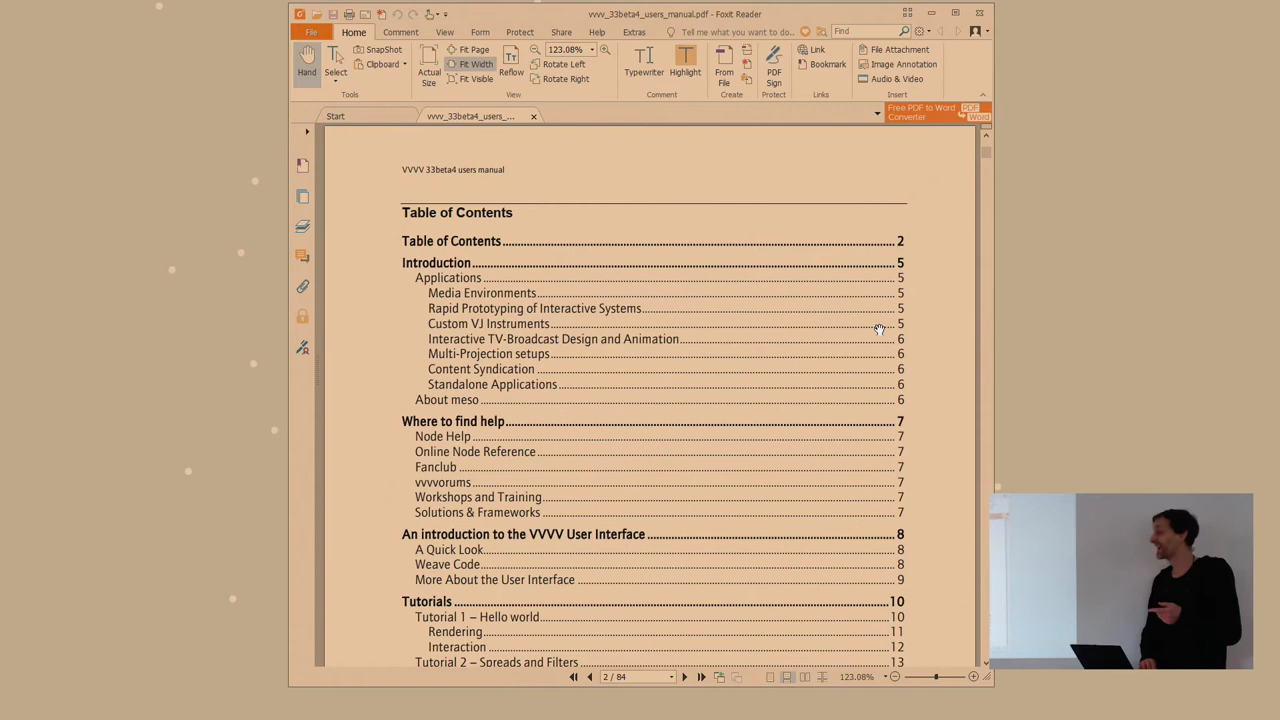 vvvv_33beta4_users_manual.pdf - Foxit Reader
File Home Comment View Form Protect Share Help Extras Tell me what you want to do.. Find
Hand
Select
SnapShot
Clipboard
Tools
Actual Size
Fit Page
Fit Width
Fit Visible
Reflow
123.08%
Rotate Left
Rotate Right
View
Typewriter
Highlight
Comment
From File
Create
PDF Sign
Protect
Link
Bookmark
Links
File Attachment
Image Annotation
Audio & Video
Insert
Start
vvvv_33beta4_users_...
Free PDF to Word
Converter
PDF
Word
VVVV 33beta4 users manual
Table of Contents
Table of Contents 2
Introduction 5
Applications 5
Media Environments 5
Rapid Prototyping of Interactive Systems 5
Custom VJ Instruments 5
Interactive TV-Broadcast Design and Animation 6
Multi-Projection setups 6
Content Syndication 6
Standalone Applications 6
About meso 6
Where to find help 7
Node Help 7
Online Node Reference 7
Fanclub 7
vvvvorums 7
Workshops and Training 7
Solutions & Frameworks 7
An introduction to the VVVV User Interface 8
A Quick Look 8
Weave Code 8
More About the User Interface 9
Tutorials 10
Tutorial 1 – Hello world 10
Rendering 11
Interaction 12
Tutorial 2 – Spreads and Filters 13
2 / 84
123.08%